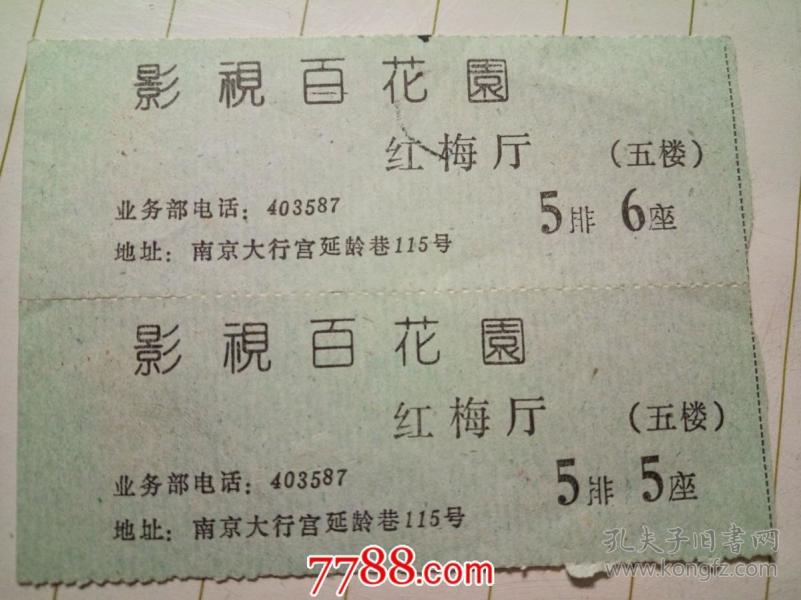 影視百花園
红梅厅 （五楼）
业务部电话：403587
5排 6座
地址：南京大行宫延龄巷115号
影視百花園
红梅厅 （五楼）
业务部电话：403587
5排 5座
地址：南京大行宫延龄巷115号
孔夫子旧书网
www.kongfz.com
7788.com